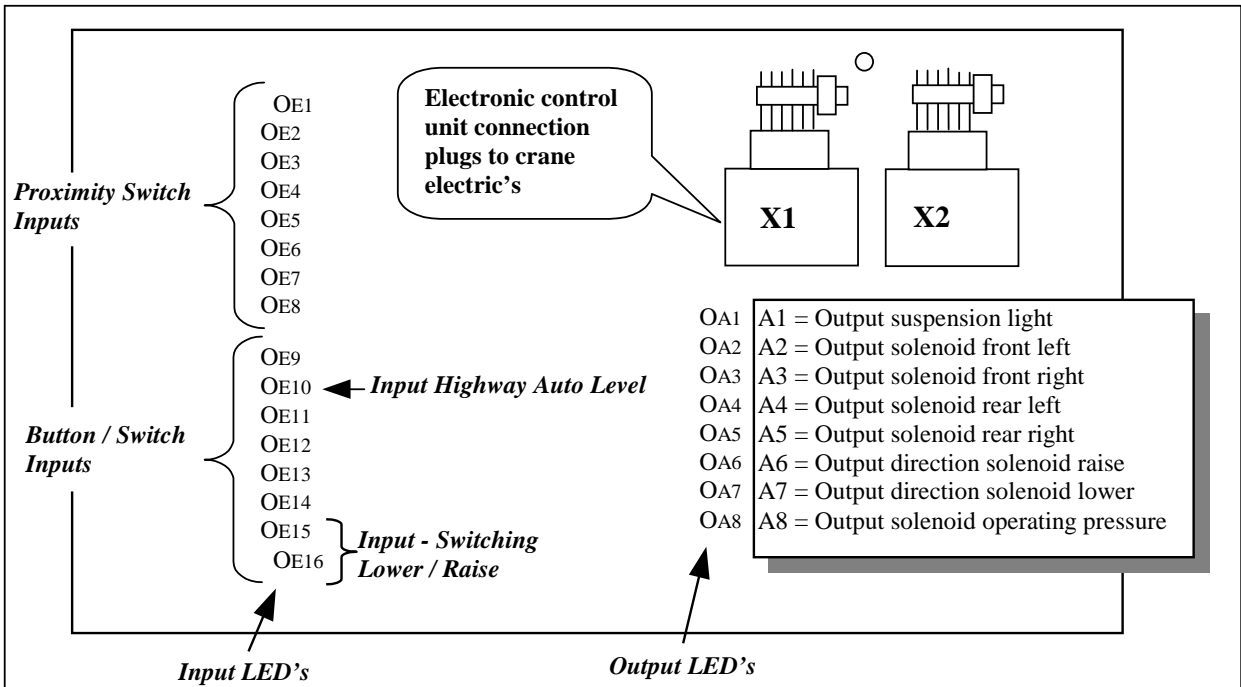 Proximity Switch
Inputs
OE1
OE2
OE3
OE4
OE5
OE6
OE7
OE8
Electronic control
unit connection
plugs to crane
electric's
X1
X2
Button / Switch
Inputs
OE9
OE10
Input Highway Auto Level
OE11
OE12
OE13
OE14
OE15
OE16
Input - Switching
Lower / Raise
OA1 A1 = Output suspension light
OA2 A2 = Output solenoid front left
OA3 A3 = Output solenoid front right
OA4 A4 = Output solenoid rear left
OA5 A5 = Output solenoid rear right
OA6 A6 = Output direction solenoid raise
OA7 A7 = Output direction solenoid lower
OA8 A8 = Output solenoid operating pressure
Input LED's
Output LED's